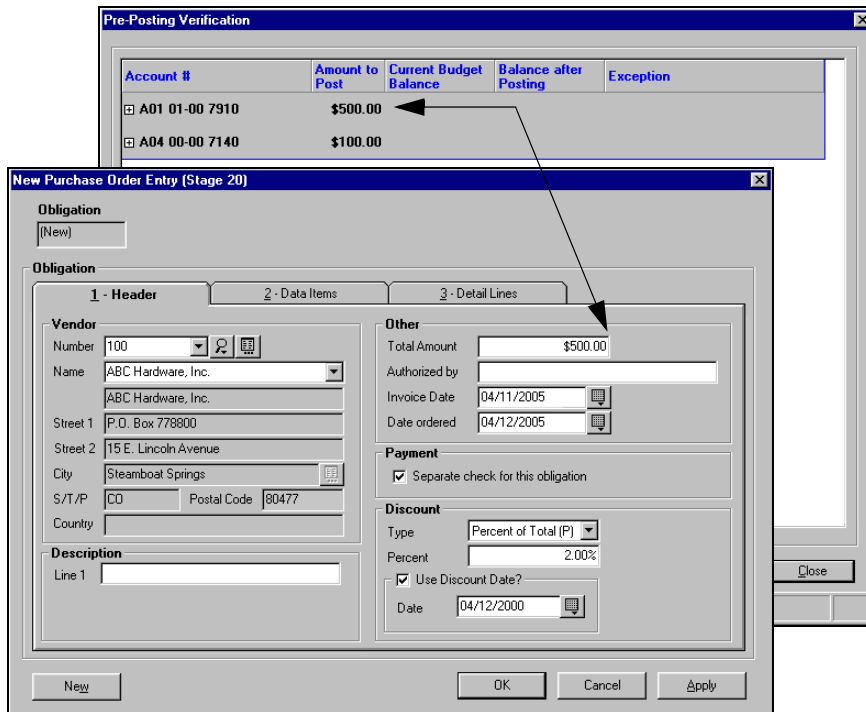 Pre-Posting Verification
Account # Amount to Post Current Budget Balance Balance after Posting Exception
A01 01-00 7910 $500.00
A04 00-00 7140 $100.00
Close
New Purchase Order Entry (Stage 20)
Obligation
(New)
Obligation
1 - Header 2 - Data Items 3 - Detail Lines
Vendor
Number 100
Name ABC Hardware, Inc.
ABC Hardware, Inc.
Street 1 P.O. Box 778800
Street 2 15 E. Lincoln Avenue
City Steamboat Springs
S/T/P CO Postal Code 80477
Country
Description
Line 1
Other
Total Amount $500.00
Authorized by
Invoice Date 04/11/2005
Date ordered 04/12/2005
Payment
Separate check for this obligation
Discount
Type Percent of Total (P)
Percent 2.00%
Use Discount Date?
Date 04/12/2000
New OK Cancel Apply